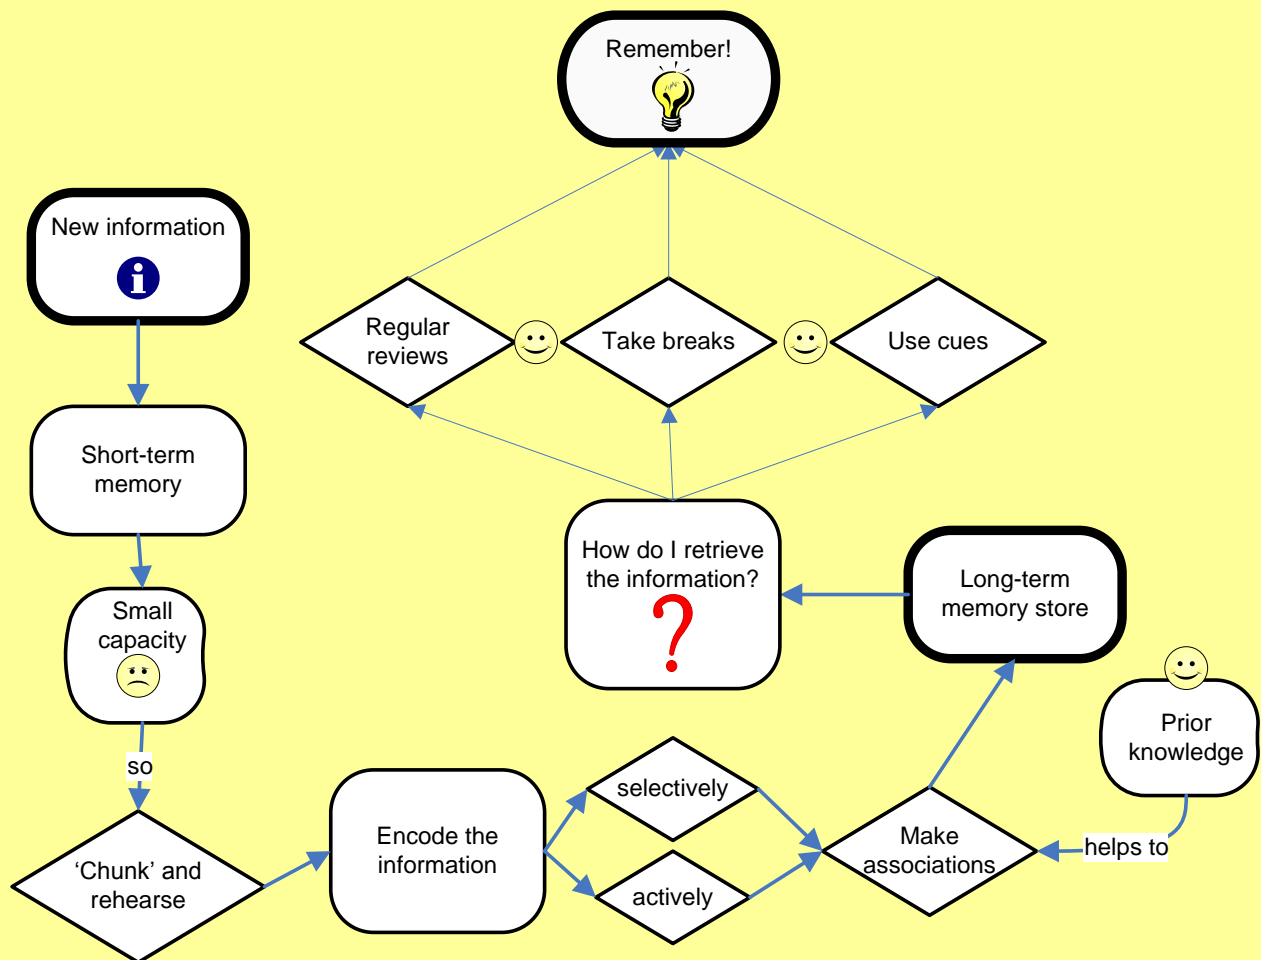 Remember!
New information
i
Short-term
memory
Small
capacity
so
‘Chunk’ and
rehearse
Encode the
information
selectively
actively
Make
associations
helps to
Prior
knowledge
Long-term
memory store
How do I retrieve
the information?
?
Regular
reviews
Take breaks
Use cues